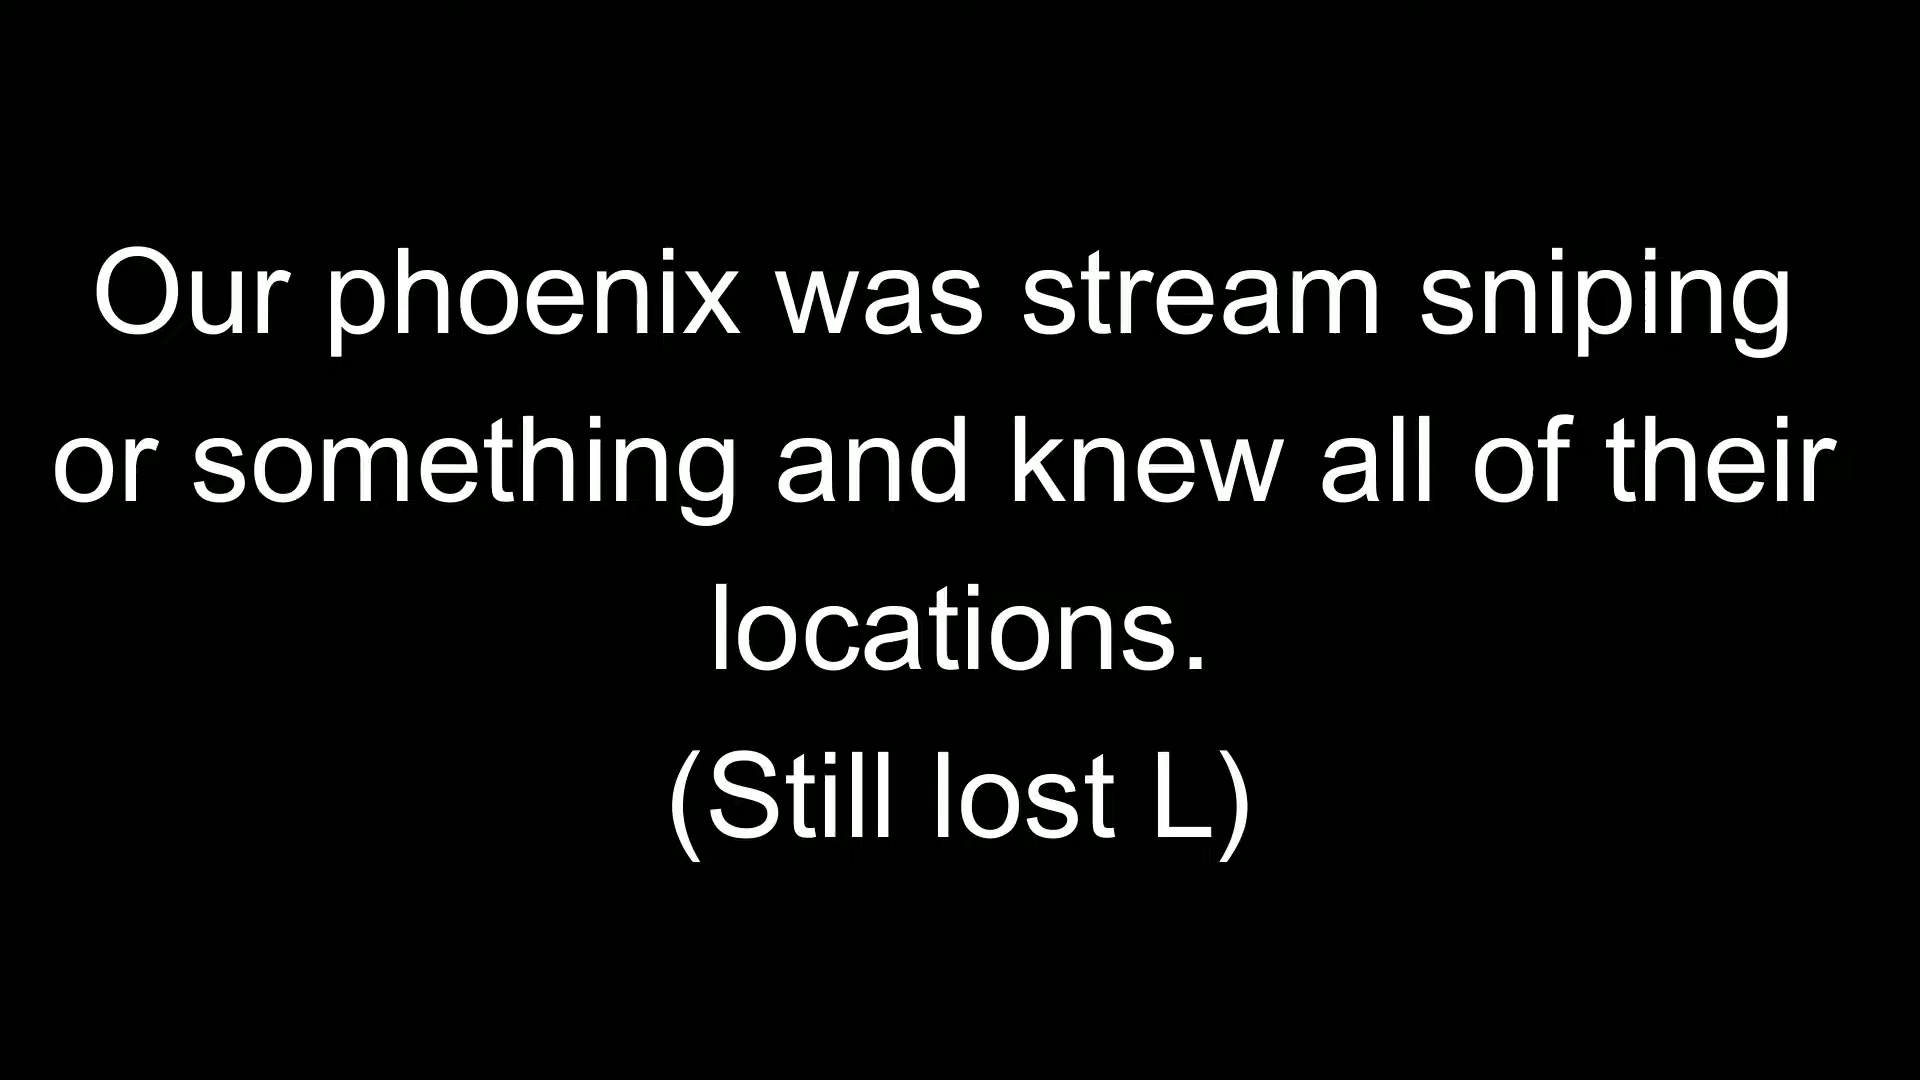 Our phoenix was stream sniping
or something and knew all of their
locations.
(Still lost L)